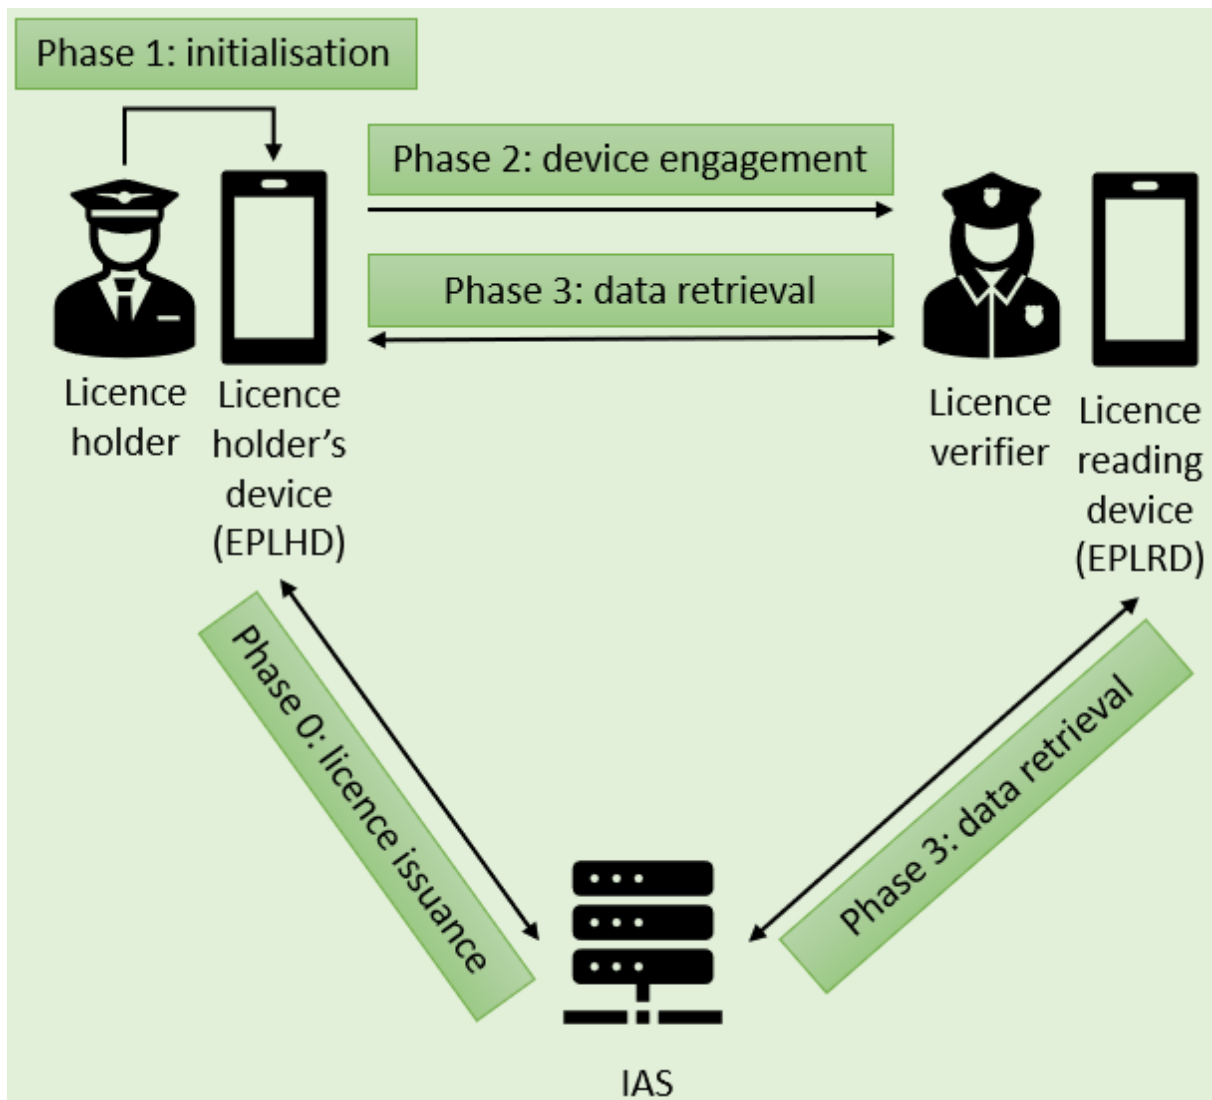 Phase 1: initialisation
Phase 2: device engagement
Phase 3: data retrieval
Licence
holder
Licence
holder’s
device
(EPLHD)
Licence
verifier
Licence
reading
device
(EPLRD)
Phase 0: licence issuance
Phase 3: data retrieval
IAS